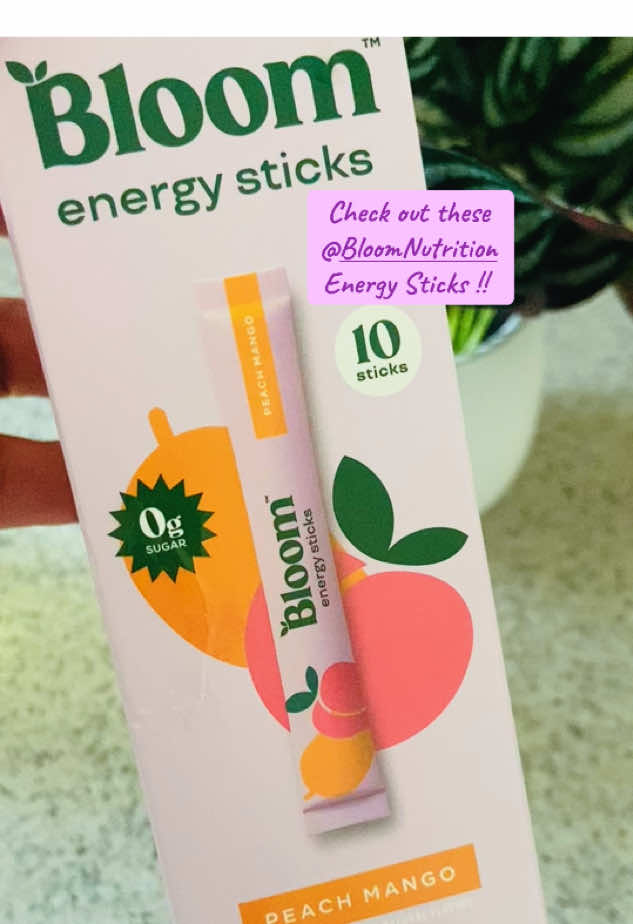 Bloom™
energy sticks
Check out these
@BloomNutrition
Energy Sticks !!
10
sticks
PEACH MANGO
0g
SUGAR
Bloom™
energy sticks
PEACH MANGO